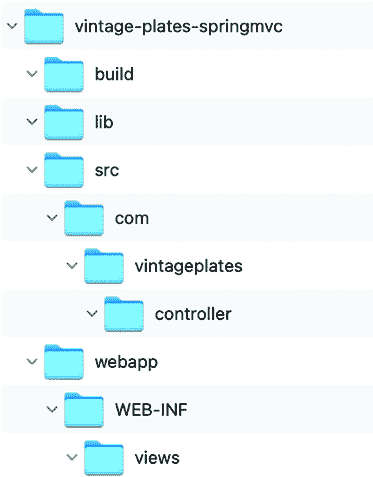 vintage-plates-springmvc
build
lib
src
com
vintageplates
controller
webapp
WEB-INF
views